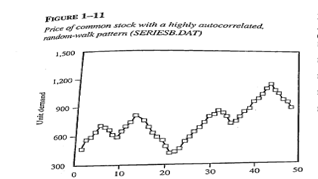 FIGURE 1–11
Price of common stock with a highly autocorrelated,
random-walk pattern (SERIESB.DAT)
1,500
1,200
900
600
300
Unit demand
0
10
20
30
40
50